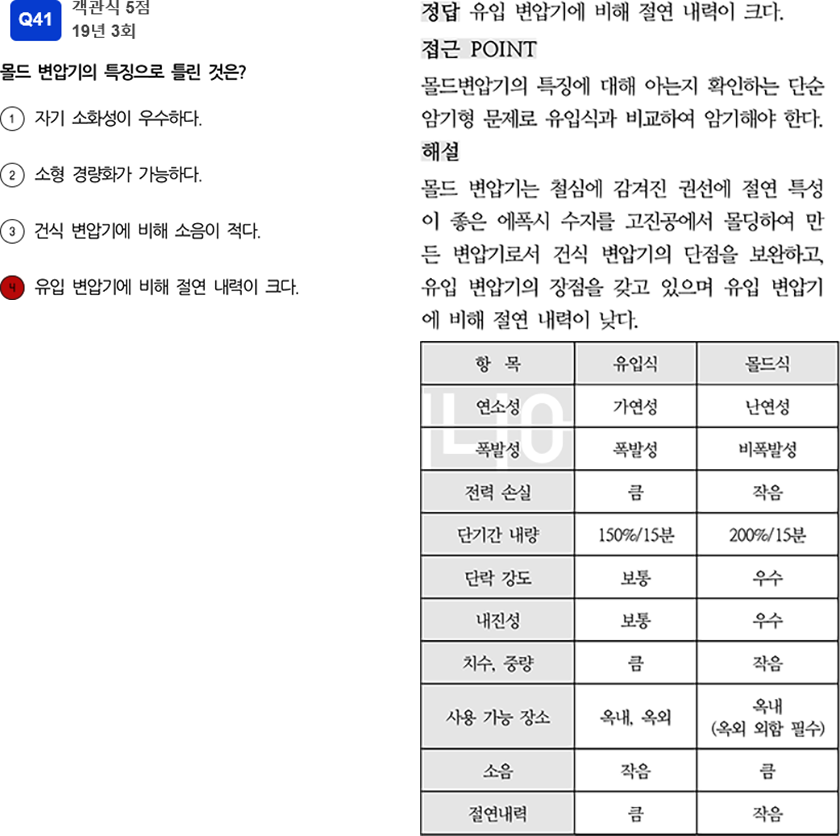 Q41
객관식 5점
19년 3회
몰드 변압기의 특징으로 틀린 것은?
1 자기 소화성이 우수하다.
2 소형 경량화가 가능하다.
3 건식 변압기에 비해 소음이 적다.
4 유입 변압기에 비해 절연 내력이 크다.
정답 유입 변압기에 비해 절연 내력이 크다.
접근 POINT
몰드변압기의 특징에 대해 아는지 확인하는 단순
암기형 문제로 유입식과 비교하여 암기해야 한다.
해설
몰드 변압기는 철심에 감겨진 권선에 절연 특성
이 좋은 에폭시 수지를 고진공에서 몰딩하여 만
든 변압기로서 건식 변압기의 단점을 보완하고,
유입 변압기의 장점을 갖고 있으며 유입 변압기
에 비해 절연 내력이 낮다.
항 목 유입식 몰드식
연소성 가연성 난연성
폭발성 폭발성 비폭발성
전력 손실 큼 작음
단기간 내량 150%/15분 200%/15분
단락 강도 보통 우수
내진성 보통 우수
치수, 중량 큼 작음
사용 가능 장소 옥내, 옥외 옥내
(옥외 외함 필수)
소음 작음 큼
절연내력 큼 작음